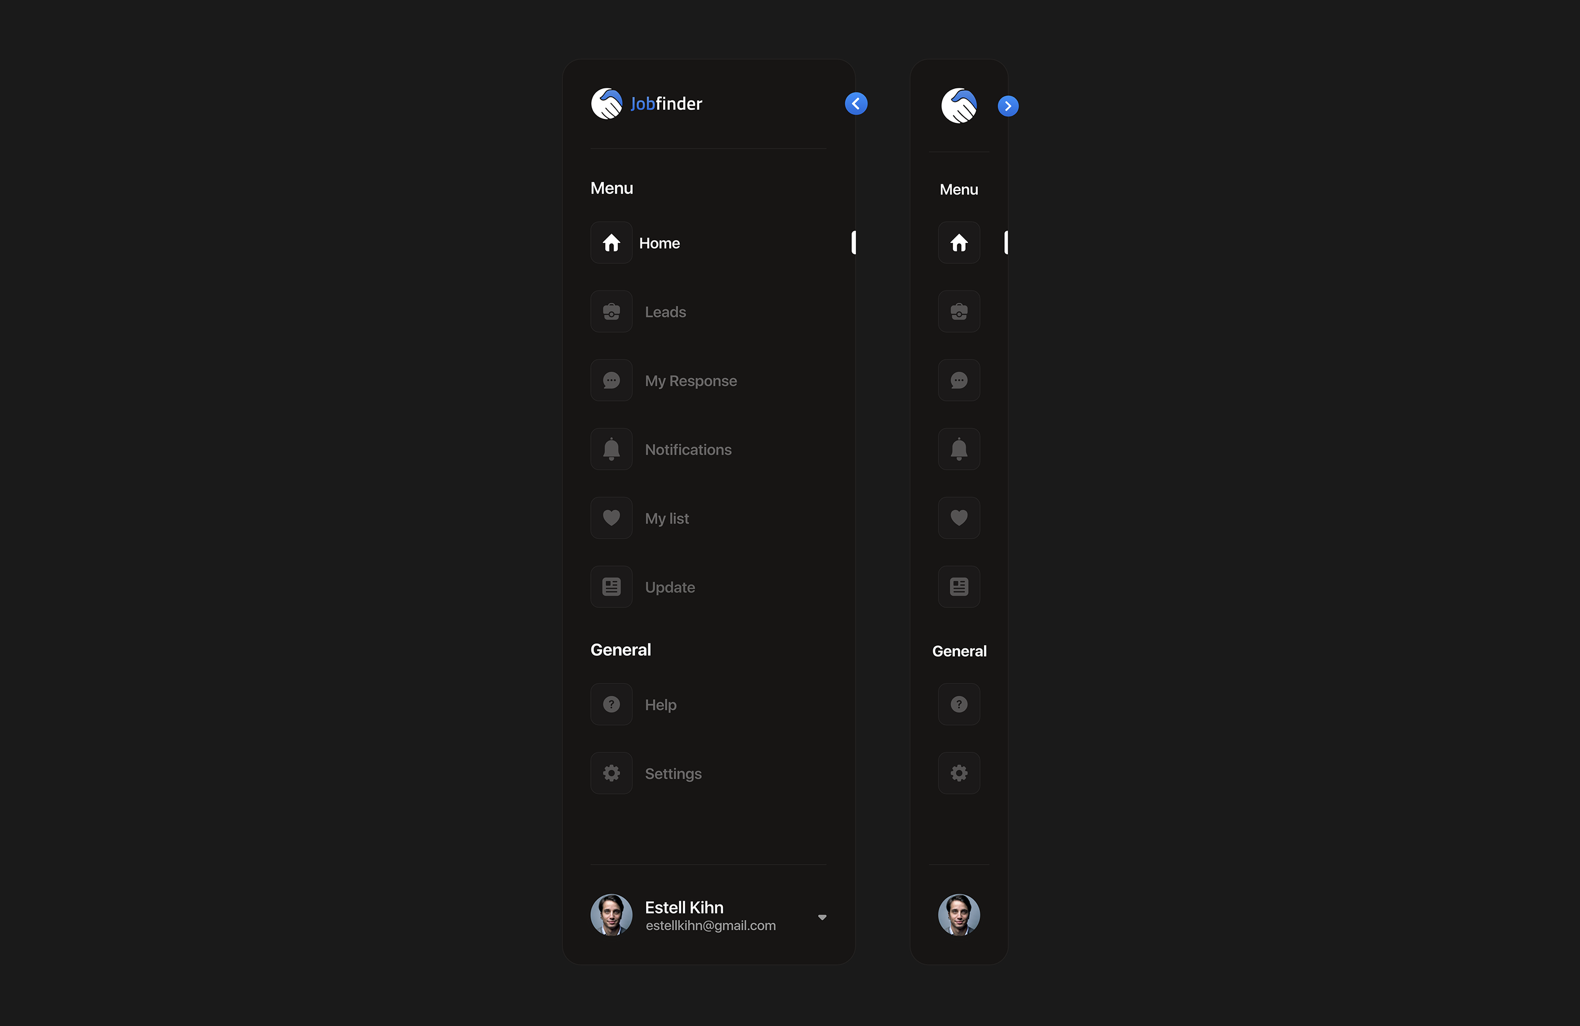 Jobfinder
Menu
Home
Leads
My Response
Notifications
My list
Update
General
? Help
Settings
Estell Kihn
estellkihn@gmail.com
Menu
General
?